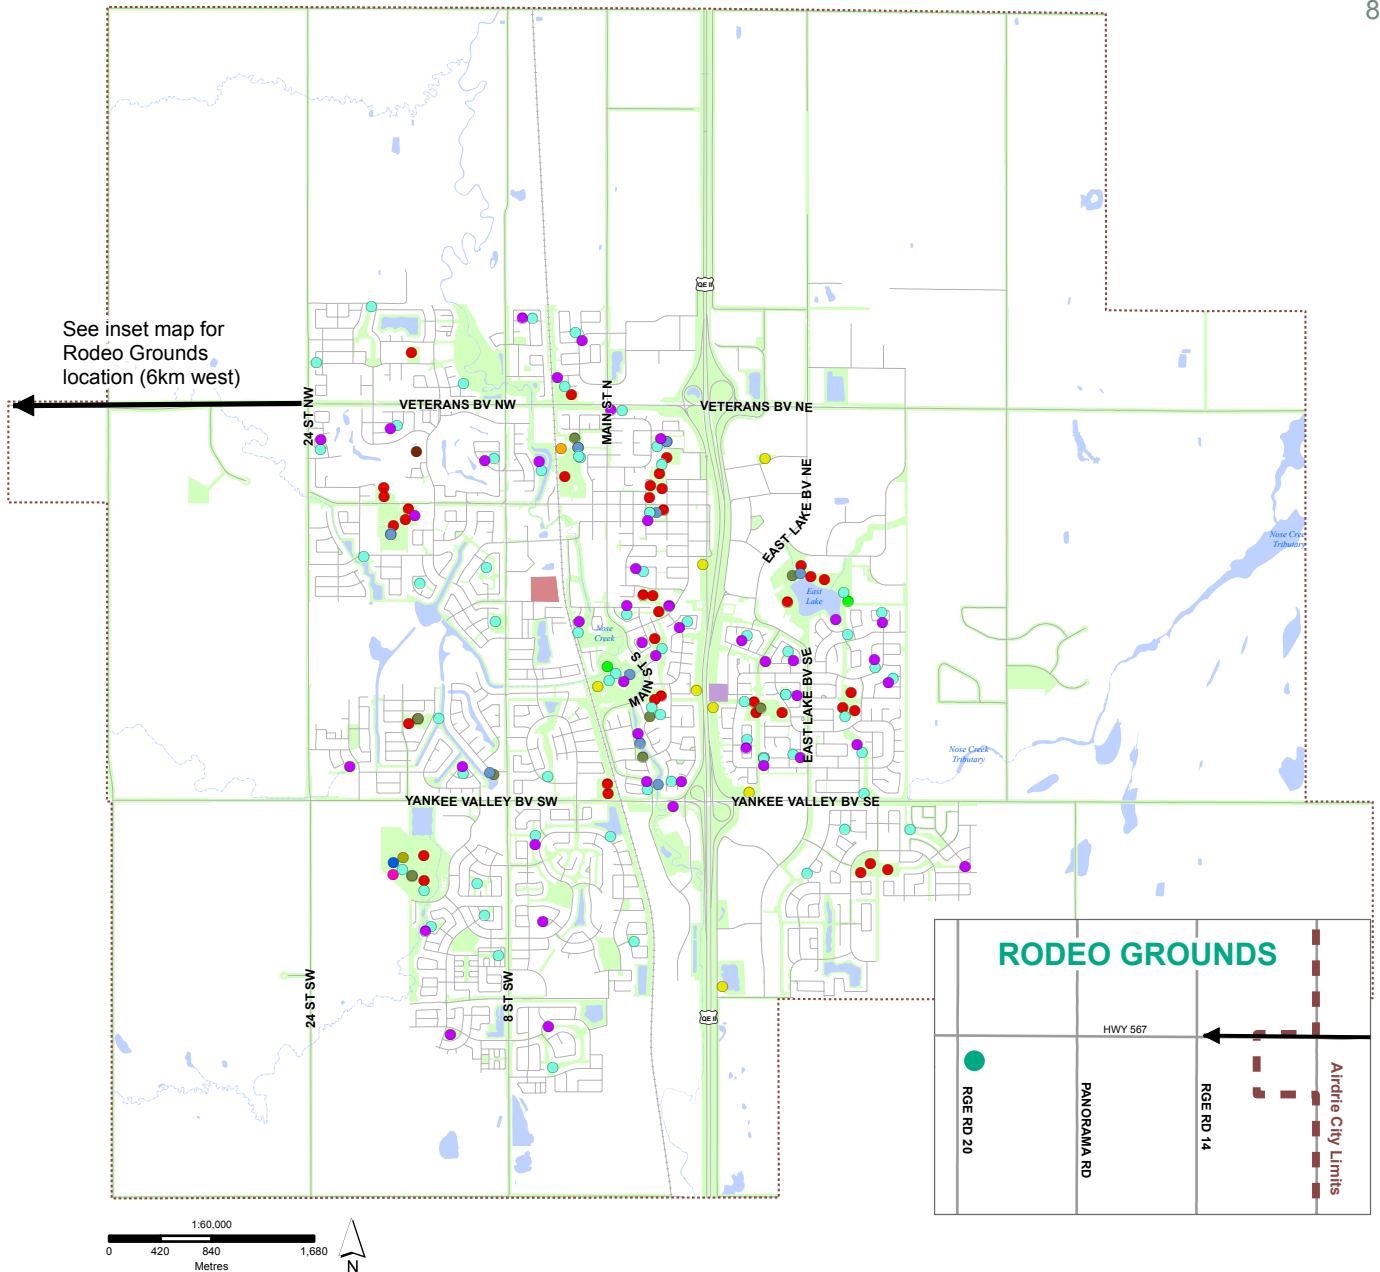 8
QE II
See inset map for
Rodeo Grounds
location (6km west)
24 ST NW
VETERANS BV NW
MAIN ST N
VETERANS BV NE
EAST LAKE BV NE
Nose Creek
Tributary
East
Lake
Nose
Creek
MAIN ST S
EAST LAKE BV SE
Nose Creek
Tributary
YANKEE VALLEY BV SW
YANKEE VALLEY BV SE
24 ST SW
8 ST SW
QE II
RODEO GROUNDS
HWY 567
RGE RD 20
PANORAMA RD
RGE RD 14
Airdrie City Limits
1:60,000
0 420 840 1,680
Metres
N